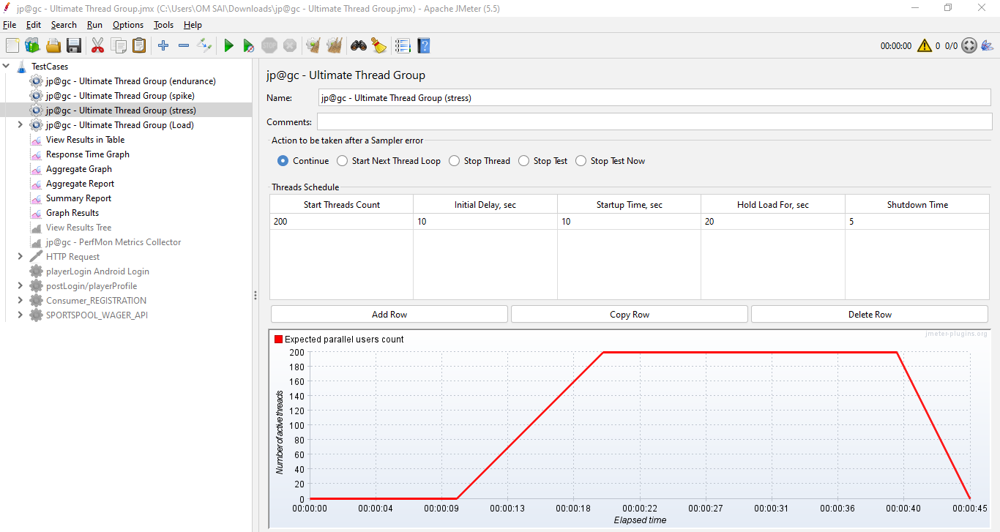 jp@gc - Ultimate Thread Group.jmx (C:\Users\OM SAI\Downloads\jp@gc - Ultimate Thread Group.jmx) - Apache JMeter (5.5)
File Edit Search Run Options Tools Help
STOP 00:00:00 0 0/0
TestCases
jp@gc - Ultimate Thread Group (endurance)
jp@gc - Ultimate Thread Group (spike)
jp@gc - Ultimate Thread Group (stress)
jp@gc - Ultimate Thread Group (Load)
View Results in Table
Response Time Graph
Aggregate Graph
Aggregate Report
Summary Report
Graph Results
View Results Tree
jp@gc - PerfMon Metrics Collector
HTTP Request
playerLogin Android Login
postLogin/playerProfile
Consumer_REGISTRATION
SPORTSPOOL_WAGER_API
jp@gc - Ultimate Thread Group
Name: jp@gc - Ultimate Thread Group (stress)
Comments:
Action to be taken after a Sampler error
Continue Start Next Thread Loop Stop Thread Stop Test Stop Test Now
Threads Schedule
Start Threads Count Initial Delay, sec Startup Time, sec Hold Load For, sec Shutdown Time
200 10 10 20 5
Add Row Copy Row Delete Row
Expected parallel users count
jmeter-plugins.org
200
180
160
140
120
100
80
60
40
20
0
Number of active threads
00:00:00 00:00:04 00:00:09 00:00:13 00:00:18 00:00:22 00:00:27 00:00:31 00:00:36 00:00:40 00:00:45
Elapsed time